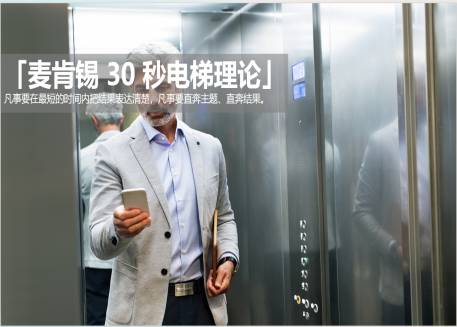 「麦肯锡 30 秒电梯理论」
凡事要在最短的时间内把结果表达清楚，凡事要直奔主题、直奔结果。